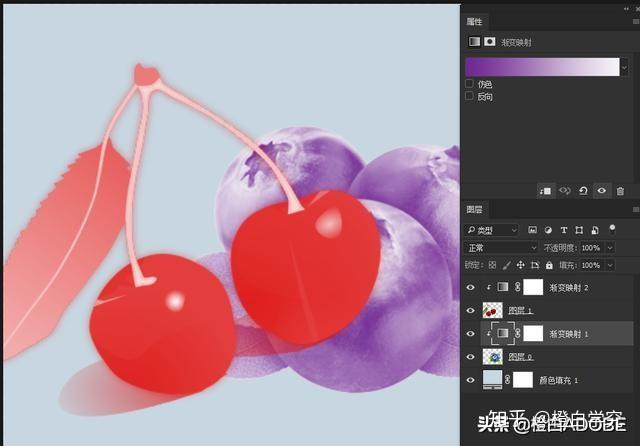 属性
渐变映射
仿色
反向
图层
类型
正常
不透明度: 100%
锁定:
填充: 100%
渐变映射 2
图层 1
渐变映射 1
图层 0
颜色填充 1
知乎 @橙白学究
头条 @橙白ADOBE